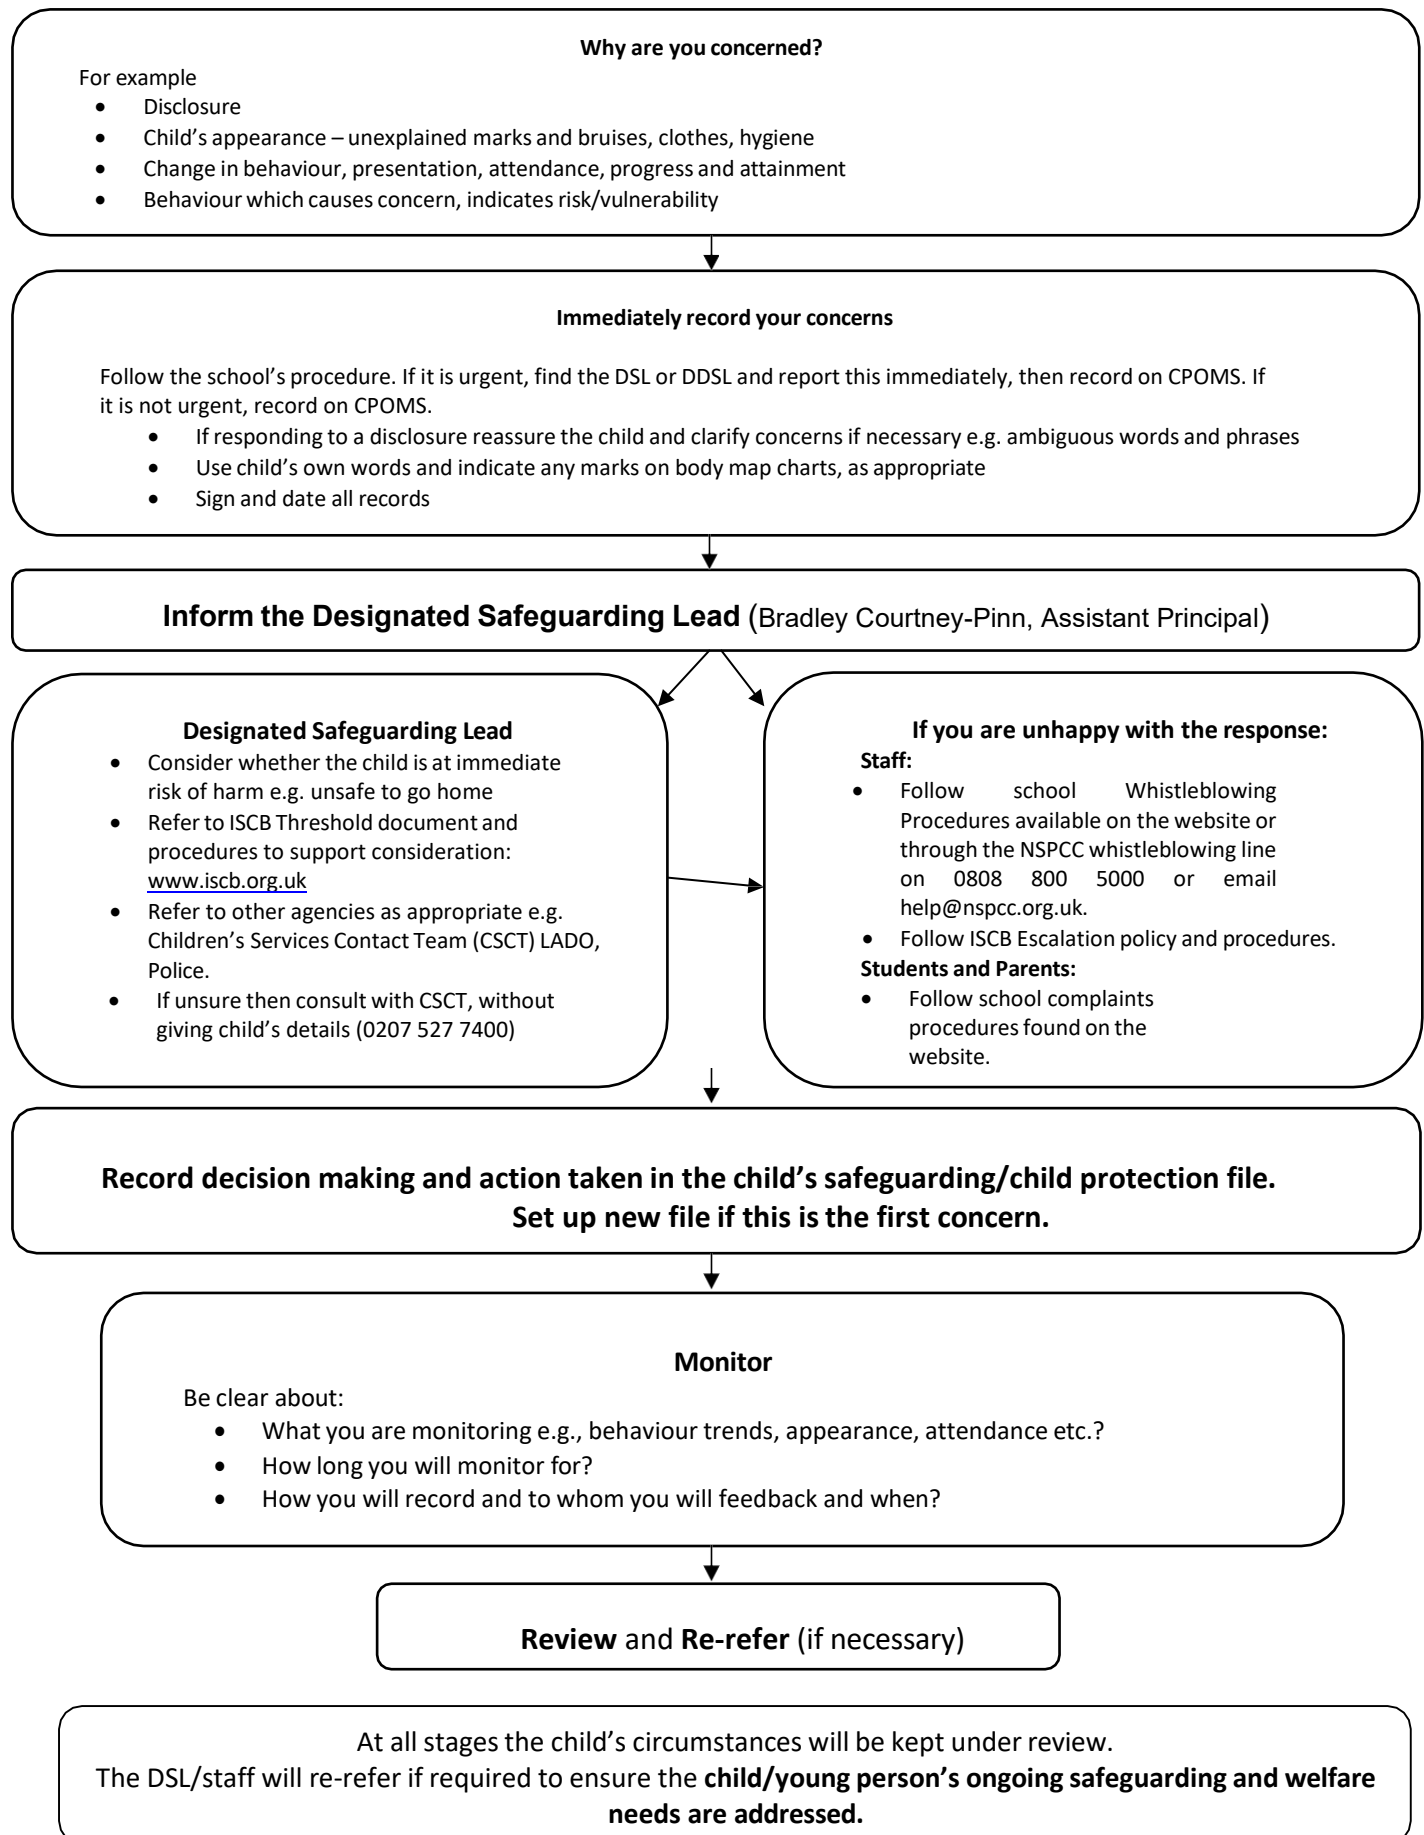 Why are you concerned?
For example
• Disclosure
• Child’s appearance – unexplained marks and bruises, clothes, hygiene
• Change in behaviour, presentation, attendance, progress and attainment
• Behaviour which causes concern, indicates risk/vulnerability
Immediately record your concerns
Follow the school’s procedure. If it is urgent, find the DSL or DDSL and report this immediately, then record on CPOMS. If
it is not urgent, record on CPOMS.
• If responding to a disclosure reassure the child and clarify concerns if necessary e.g. ambiguous words and phrases
• Use child’s own words and indicate any marks on body map charts, as appropriate
• Sign and date all records
Inform the Designated Safeguarding Lead (Bradley Courtney-Pinn, Assistant Principal)
Designated Safeguarding Lead
• Consider whether the child is at immediate
risk of harm e.g. unsafe to go home
• Refer to ISCB Threshold document and
procedures to support consideration:
www.iscb.org.uk
• Refer to other agencies as appropriate e.g.
Children’s Services Contact Team (CSCT) LADO,
Police.
• If unsure then consult with CSCT, without
giving child’s details (0207 527 7400)
If you are unhappy with the response:
Staff:
• Follow school Whistleblowing
Procedures available on the website or
through the NSPCC whistleblowing line
on 0808 800 5000 or email
help@nspcc.org.uk.
• Follow ISCB Escalation policy and procedures.
Students and Parents:
• Follow school complaints
procedures found on the
website.
Record decision making and action taken in the child’s safeguarding/child protection file.
Set up new file if this is the first concern.
Monitor
Be clear about:
• What you are monitoring e.g., behaviour trends, appearance, attendance etc.?
• How long you will monitor for?
• How you will record and to whom you will feedback and when?
Review and Re-refer (if necessary)
At all stages the child’s circumstances will be kept under review.
The DSL/staff will re-refer if required to ensure the child/young person’s ongoing safeguarding and welfare
needs are addressed.